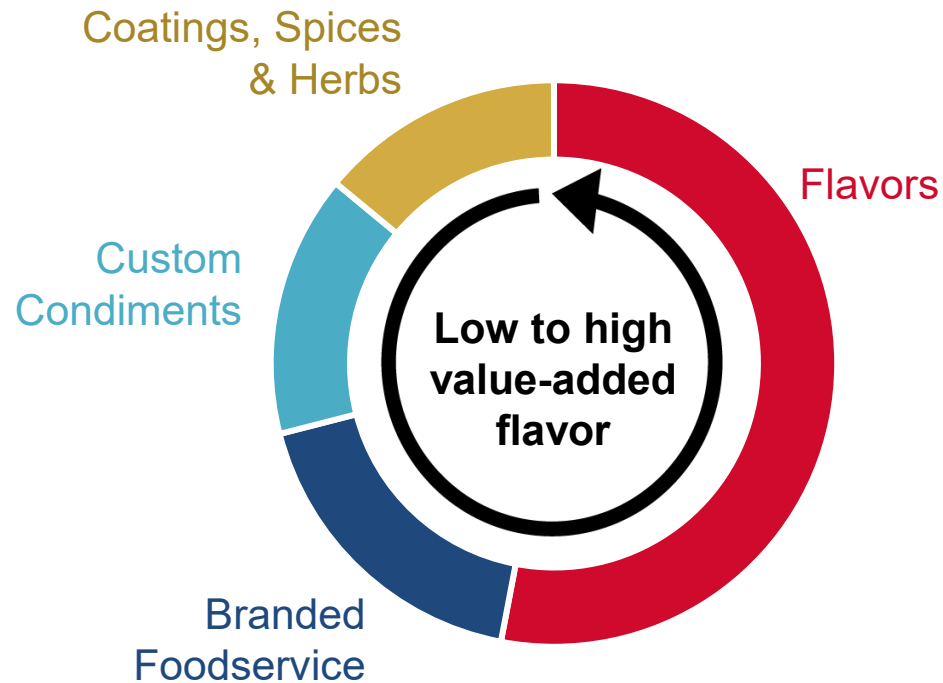 Coatings, Spices
& Herbs
Flavors
Custom
Condiments
Low to high
value-added
flavor
Branded
Foodservice